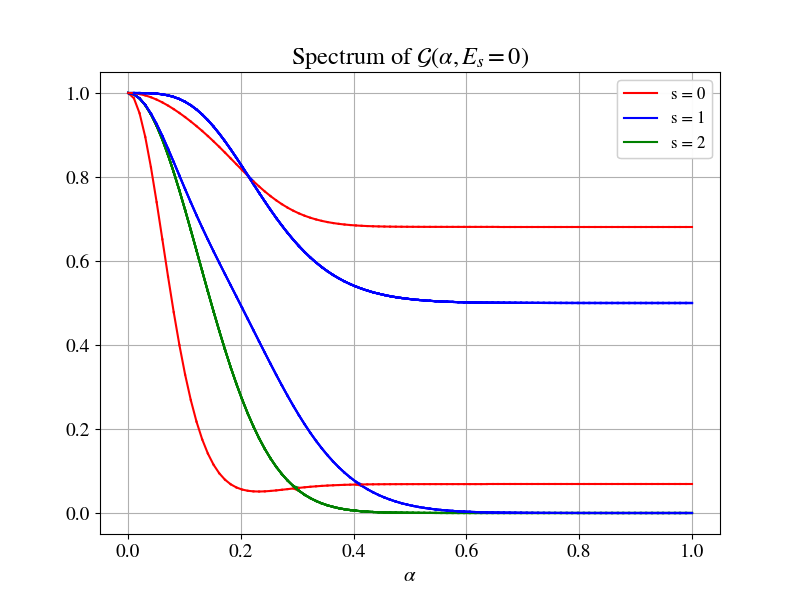 Spectrum of 𝒢(α, E_s = 0)
s = 0
s = 1
s = 2
1.0
0.8
0.6
0.4
0.2
0.0
0.0 0.2 0.4 0.6 0.8 1.0
α